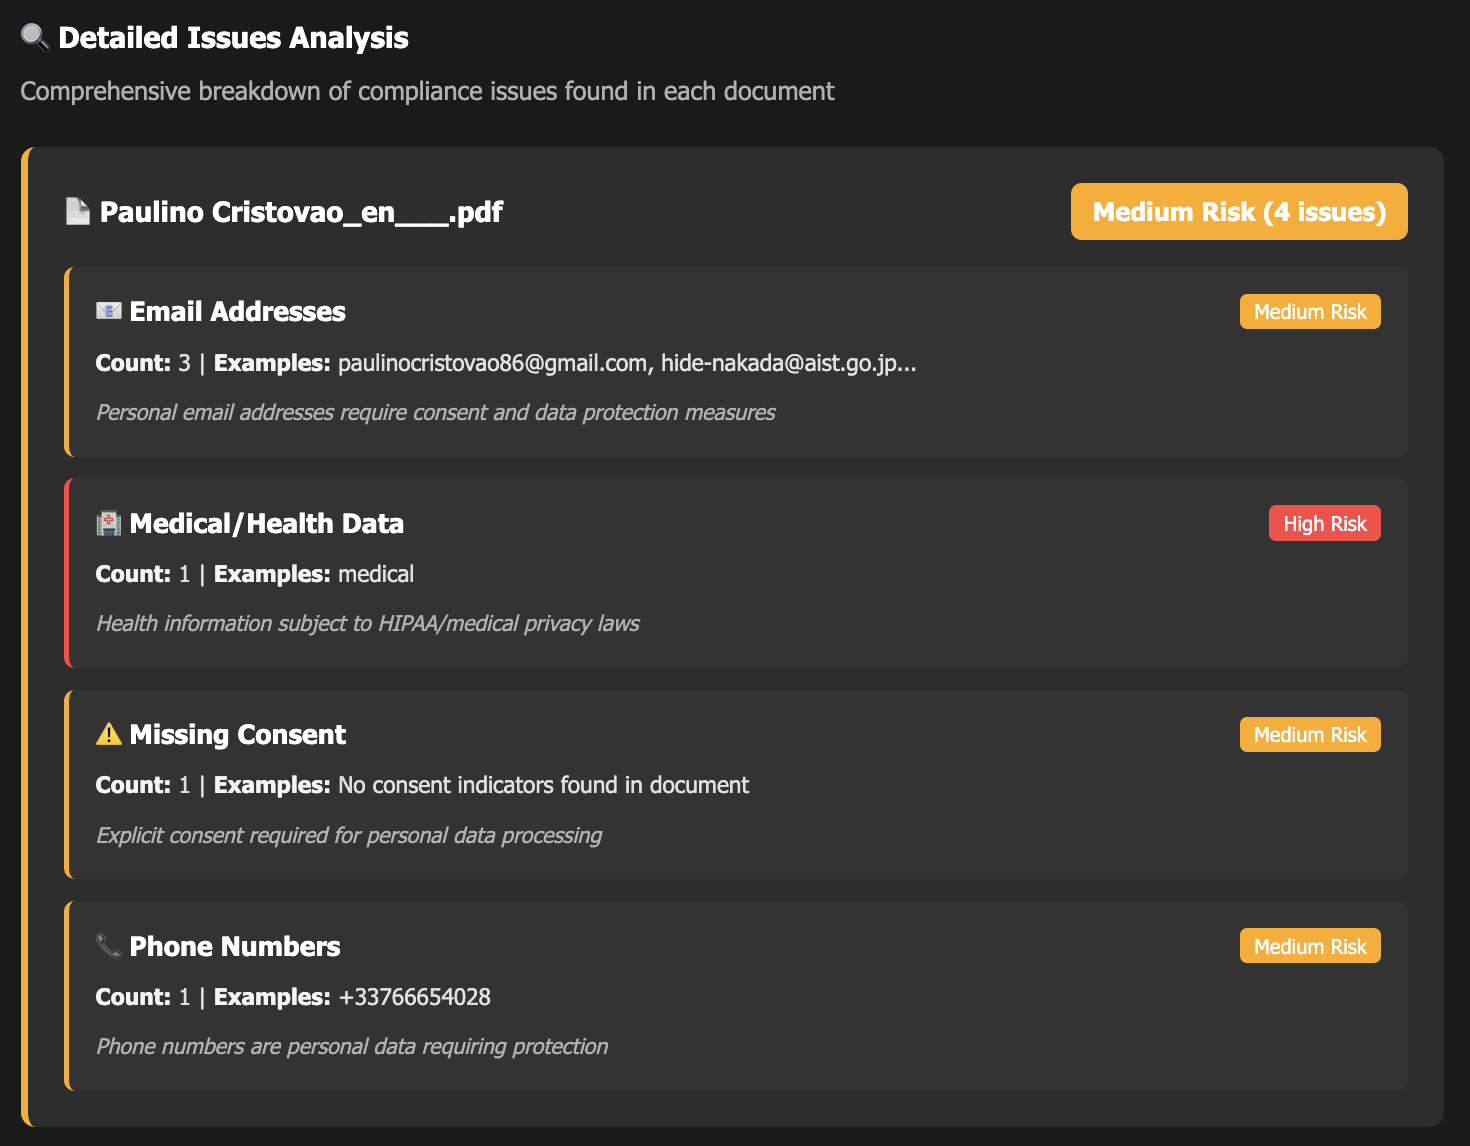 Detailed Issues Analysis
Comprehensive breakdown of compliance issues found in each document
Paulino Cristovao_en___.pdf
Medium Risk (4 issues)
Email Addresses
Medium Risk
Count: 3 | Examples: paulinocristovao86@gmail.com, hide-nakada@aist.go.jp...
Personal email addresses require consent and data protection measures
Medical/Health Data
High Risk
Count: 1 | Examples: medical
Health information subject to HIPAA/medical privacy laws
Missing Consent
Medium Risk
Count: 1 | Examples: No consent indicators found in document
Explicit consent required for personal data processing
Phone Numbers
Medium Risk
Count: 1 | Examples: +33766654028
Phone numbers are personal data requiring protection